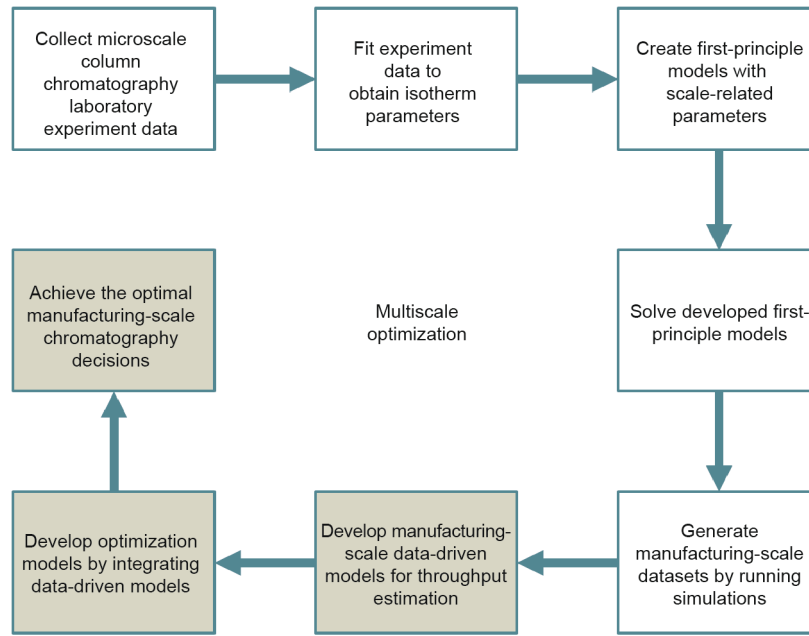 Collect microscale
column
chromatography
laboratory
experiment data
Fit experiment
data to
obtain isotherm
parameters
Create first-principle
models with
scale-related
parameters
Achieve the optimal
manufacturing-scale
chromatography
decisions
Multiscale
optimization
Solve developed first-
principle models
Develop optimization
models by integrating
data-driven models
Develop manufacturing-
scale data-driven
models for throughput
estimation
Generate
manufacturing-scale
datasets by running
simulations